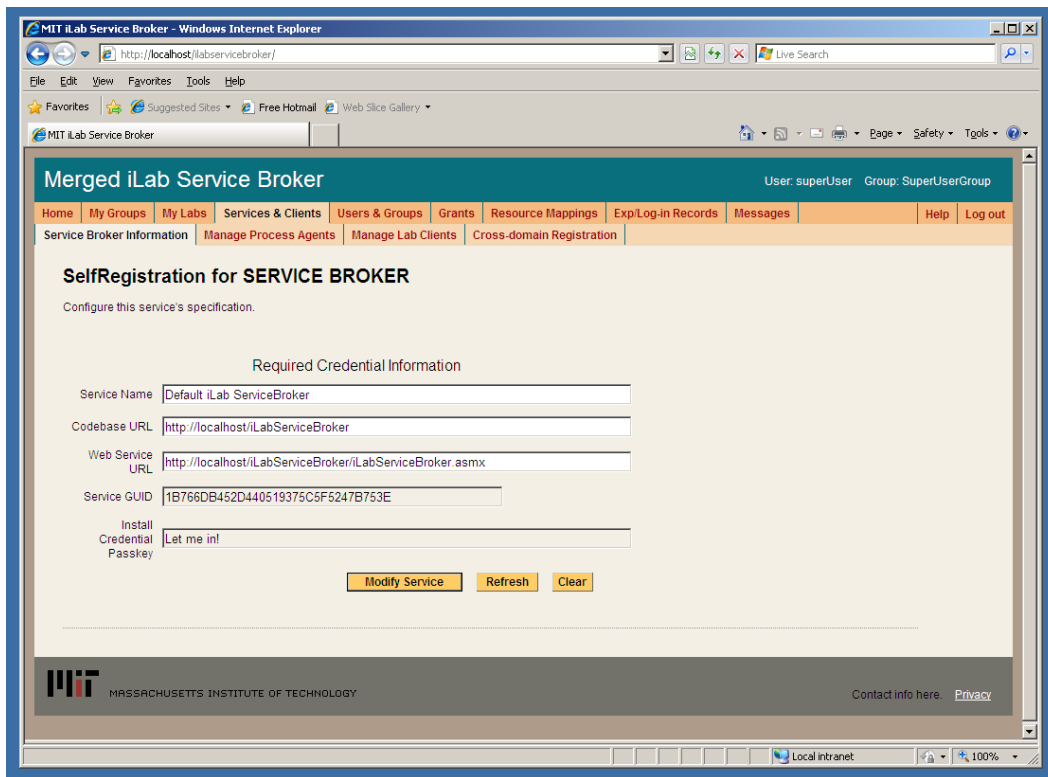 MIT iLab Service Broker - Windows Internet Explorer
http://localhost/ilabservicebroker/
Live Search
File Edit View Favorites Tools Help
Favorites Suggested Sites Free Hotmail Web Slice Gallery
MIT iLab Service Broker Page Safety Tools
Merged iLab Service Broker User: superUser Group: SuperUserGroup
Home My Groups My Labs Services & Clients Users & Groups Grants Resource Mappings Exp/Log-in Records Messages Help Log out
Service Broker Information Manage Process Agents Manage Lab Clients Cross-domain Registration
SelfRegistration for SERVICE BROKER
Configure this service's specification.
Required Credential Information
Service Name Default iLab ServiceBroker
Codebase URL http://localhost/iLabServiceBroker
Web Service
URL http://localhost/iLabServiceBroker/iLabServiceBroker.asmx
Service GUID 1B766DB452D440519375C5F5247B753E
Install
Credential Let me in!
Passkey
Modify Service Refresh Clear
MIT MASSACHUSETTS INSTITUTE OF TECHNOLOGY Contact info here. Privacy
Local intranet 100%